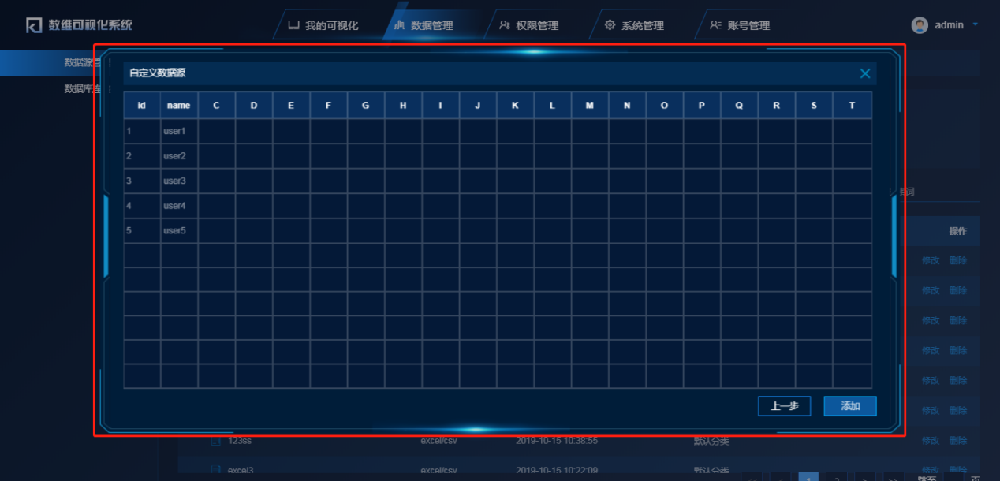 数维可视化系统 我的可视化 数据管理 权限管理 系统管理 账号管理 admin
数据源管
数据库连
自定义数据源
id name C D E F G H I J K L M N O P Q R S T
1 user1
2 user2
3 user3
4 user4
5 user5
操作
修改 删除
修改 删除
修改 删除
修改 删除
修改 删除
修改 删除
上一步 添加
123ss excel/csv 2019-10-15 10:38:55 默认分类 修改 删除
excel3 excel/csv 2019-10-15 10:22:09 默认分类 修改 删除
<< < 1 2 > >> 跳至 页